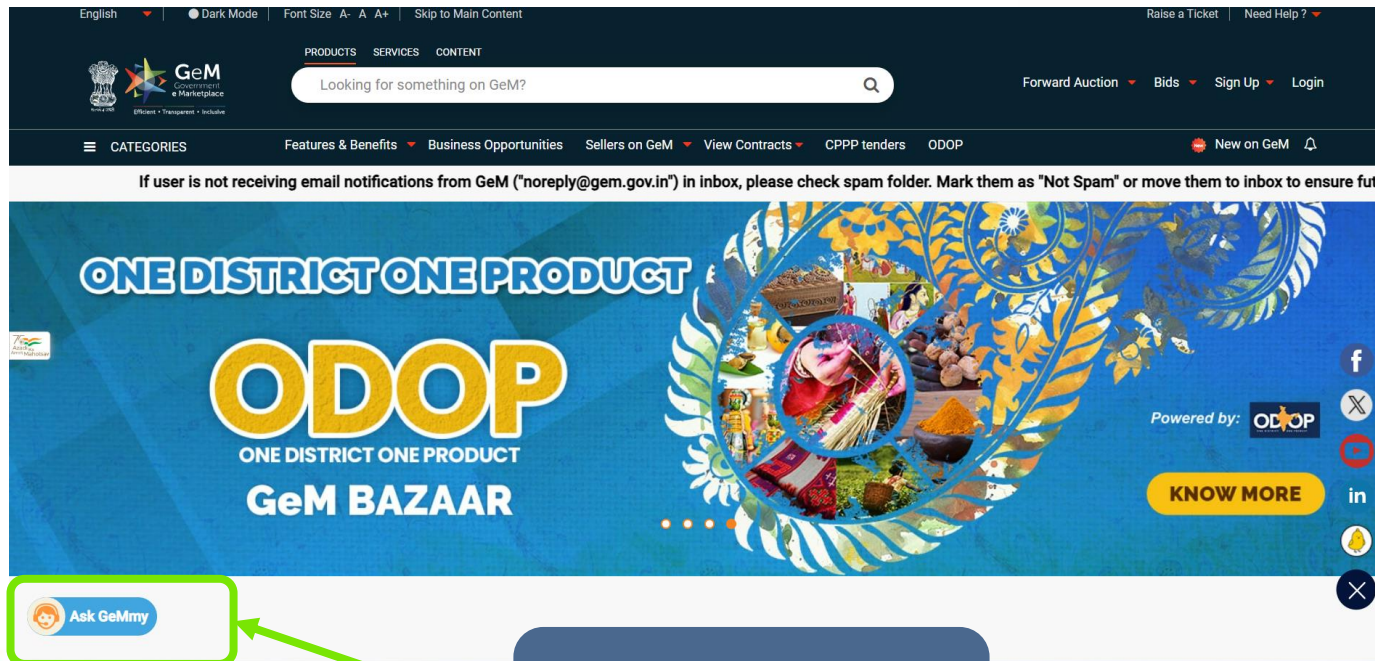 English
Dark Mode
Font Size A- A A+
Skip to Main Content
Raise a Ticket
Need Help ?
PRODUCTS SERVICES CONTENT
GeM
Government
e Marketplace
Efficient • Transparent • Inclusive
Looking for something on GeM?
Forward Auction Bids Sign Up Login
CATEGORIES
Features & Benefits Business Opportunities Sellers on GeM View Contracts CPPP tenders ODOP
New on GeM
If user is not receiving email notifications from GeM ("noreply@gem.gov.in") in inbox, please check spam folder. Mark them as "Not Spam" or move them to inbox to ensure fut
ONE DISTRICT ONE PRODUCT
ODOP
ONE DISTRICT ONE PRODUCT
GeM BAZAAR
Powered by: ODOP
KNOW MORE
f
X
in
Ask GeMmy